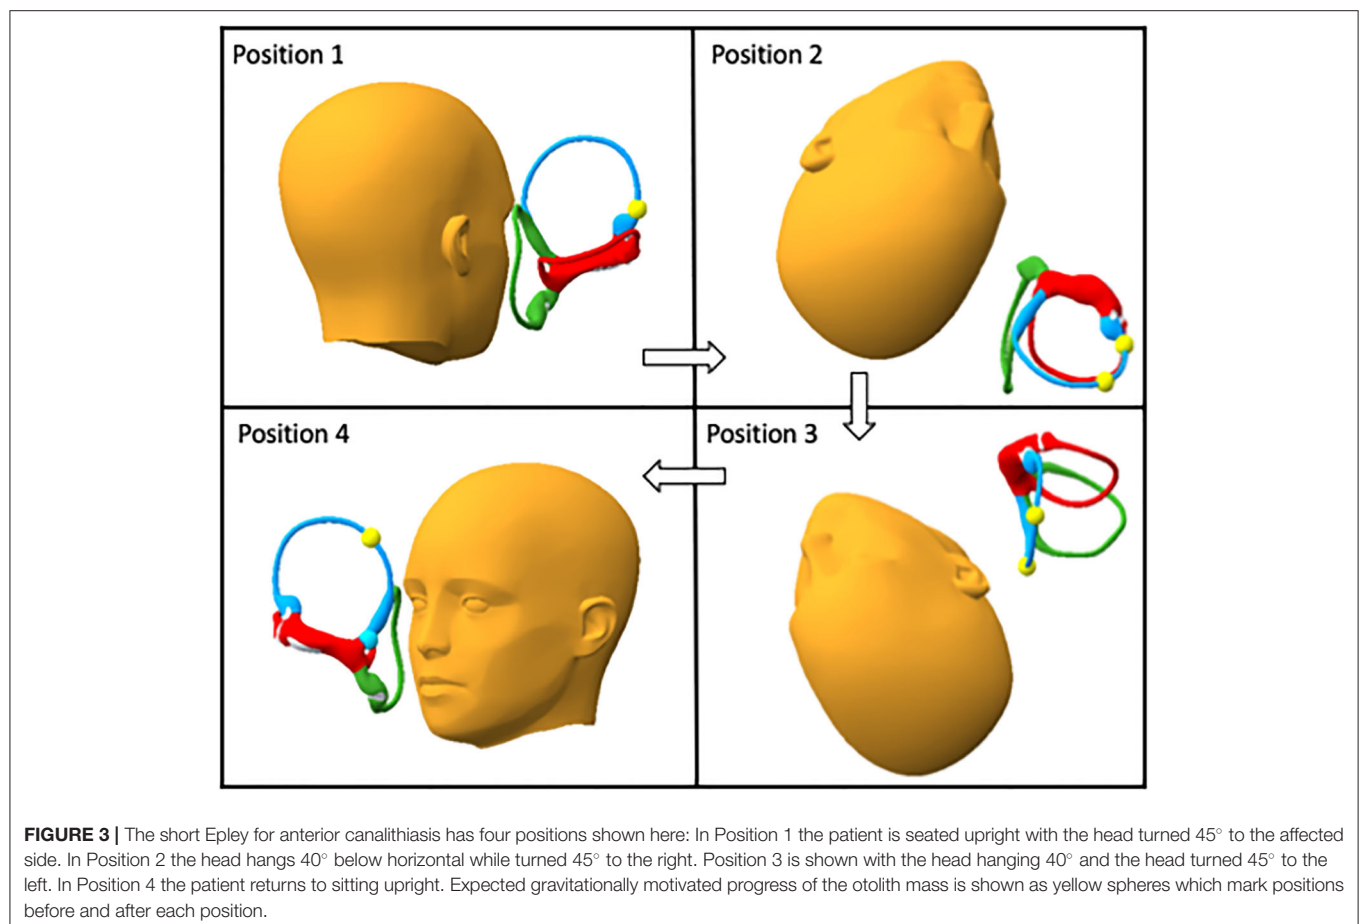 Position 1
Position 2
Position 3
Position 4
FIGURE 3 | The short Epley for anterior canalithiasis has four positions shown here: In Position 1 the patient is seated upright with the head turned 45° to the affected
side. In Position 2 the head hangs 40° below horizontal while turned 45° to the right. Position 3 is shown with the head hanging 40° and the head turned 45° to the
left. In Position 4 the patient returns to sitting upright. Expected gravitationally motivated progress of the otolith mass is shown as yellow spheres which mark positions
before and after each position.